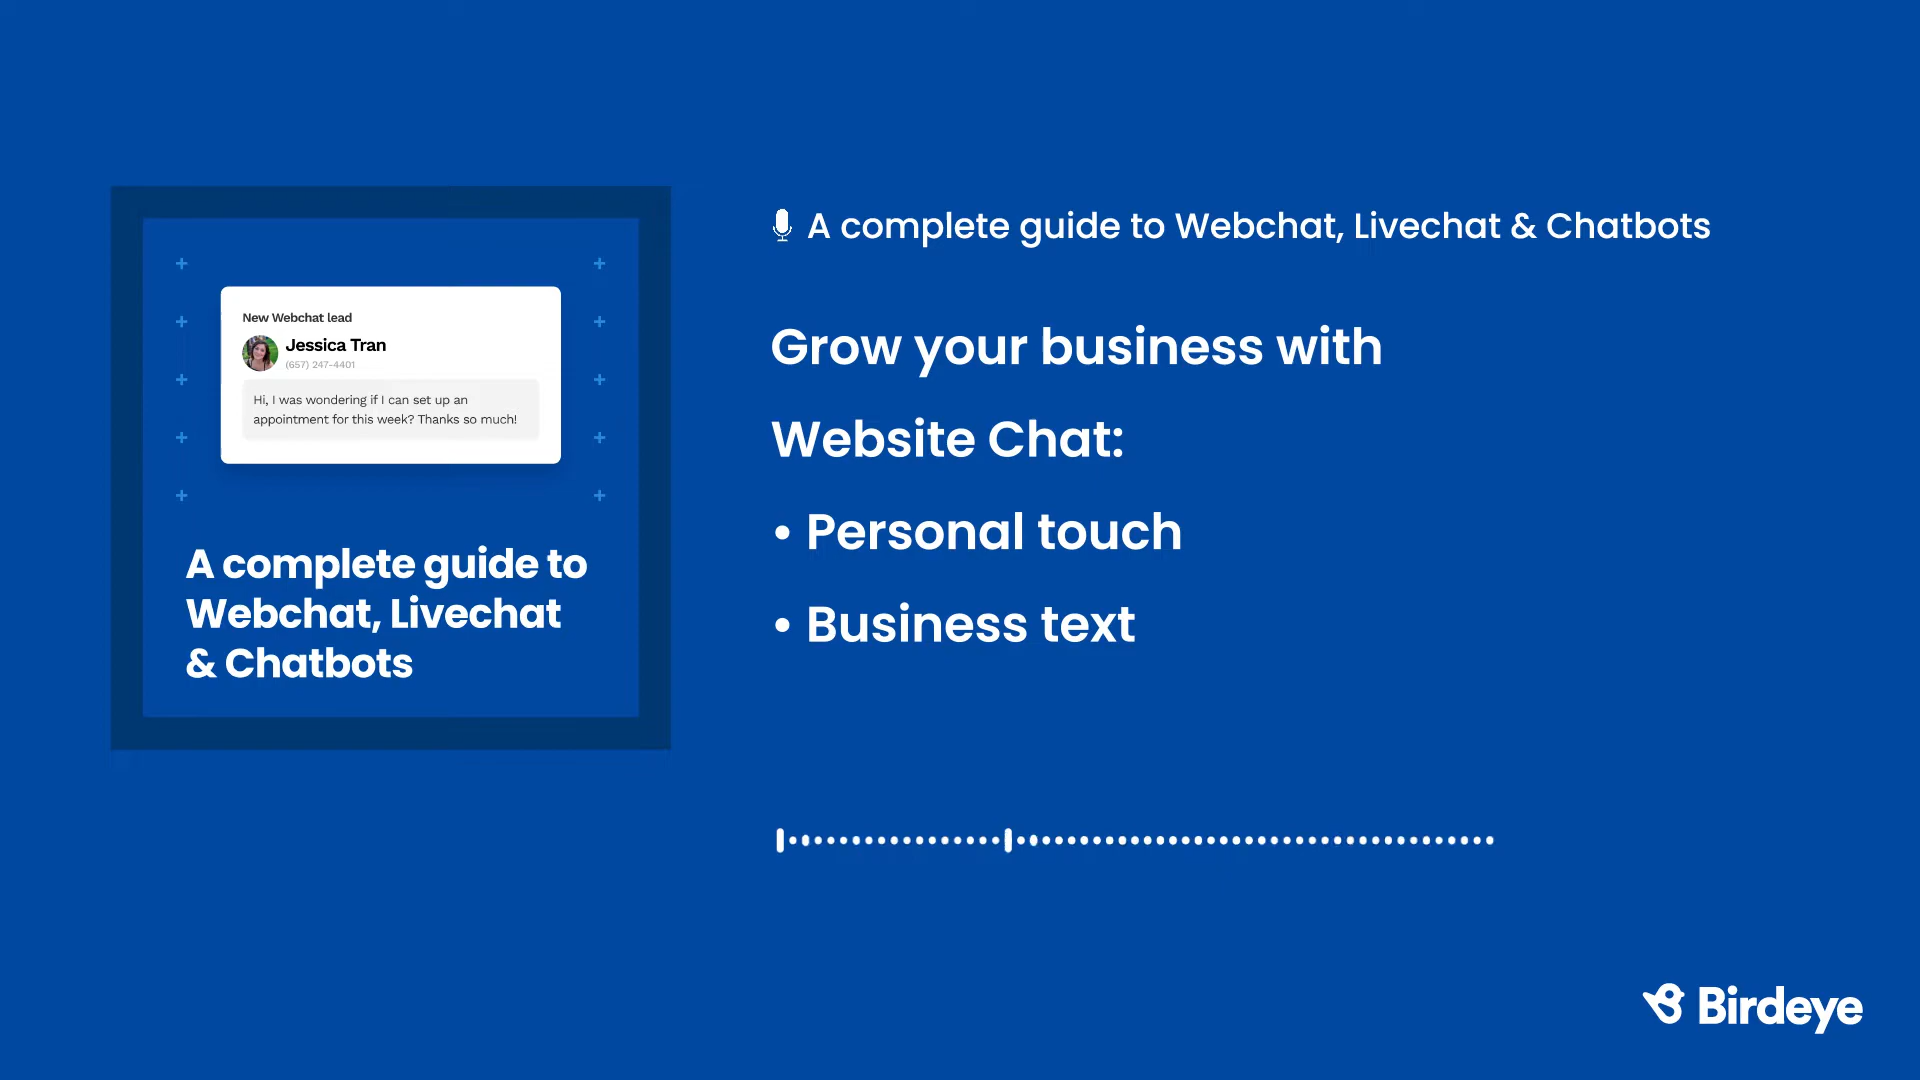 New Webchat lead
Jessica Tran
(657) 247-4401
Hi, I was wondering if I can set up an
appointment for this week? Thanks so much!
A complete guide to
Webchat, Livechat
& Chatbots
A complete guide to Webchat, Livechat & Chatbots
Grow your business with
Website Chat:
• Personal touch
• Business text
Birdeye